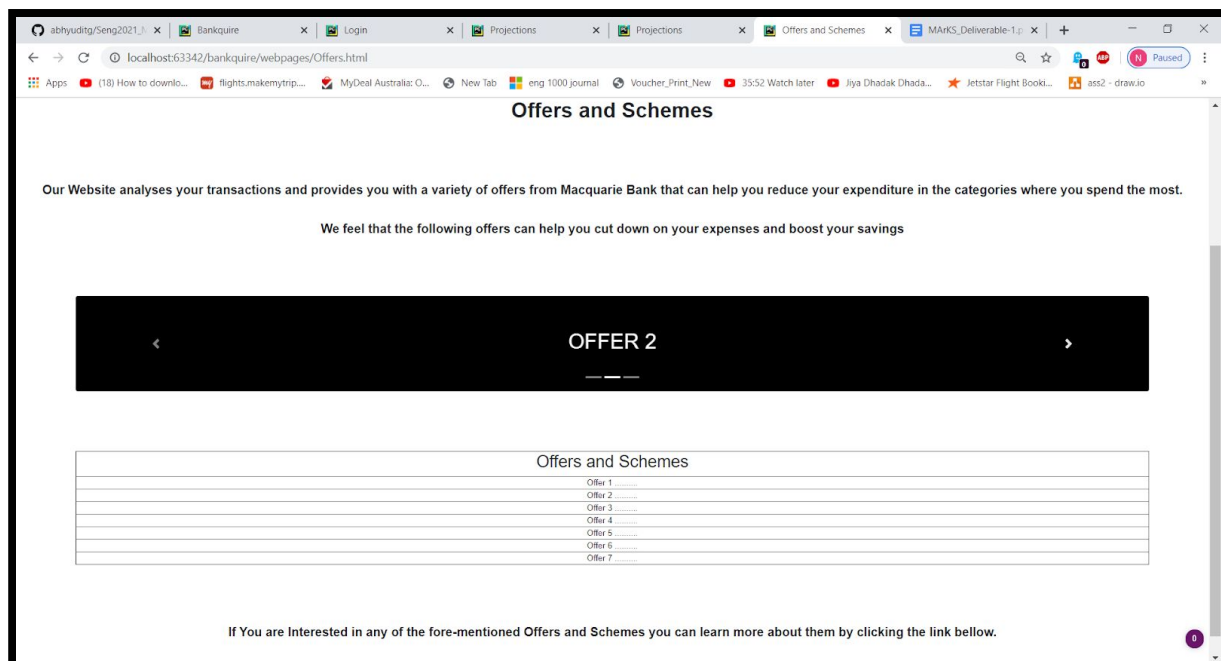 abhyuditg/Seng2021_
Bankquire
Login
Projections
Projections
Offers and Schemes
MArKS_Deliverable-1.p
localhost:63342/bankquire/webpages/Offers.html
N Paused
Apps
(18) How to downlo...
flights.makemytrip....
MyDeal Australia: O...
New Tab
eng 1000 journal
Voucher_Print_New
35:52 Watch later
Jiya Dhadak Dhada...
Jetstar Flight Booki...
ass2 - draw.io
»
Offers and Schemes
Our Website analyses your transactions and provides you with a variety of offers from Macquarie Bank that can help you reduce your expenditure in the categories where you spend the most.
We feel that the following offers can help you cut down on your expenses and boost your savings
OFFER 2
Offers and Schemes
Offer 1 ..........
Offer 2 ..........
Offer 3 ..........
Offer 4 ..........
Offer 5 ..........
Offer 6 ..........
Offer 7 ..........
If You are Interested in any of the fore-mentioned Offers and Schemes you can learn more about them by clicking the link bellow.
0